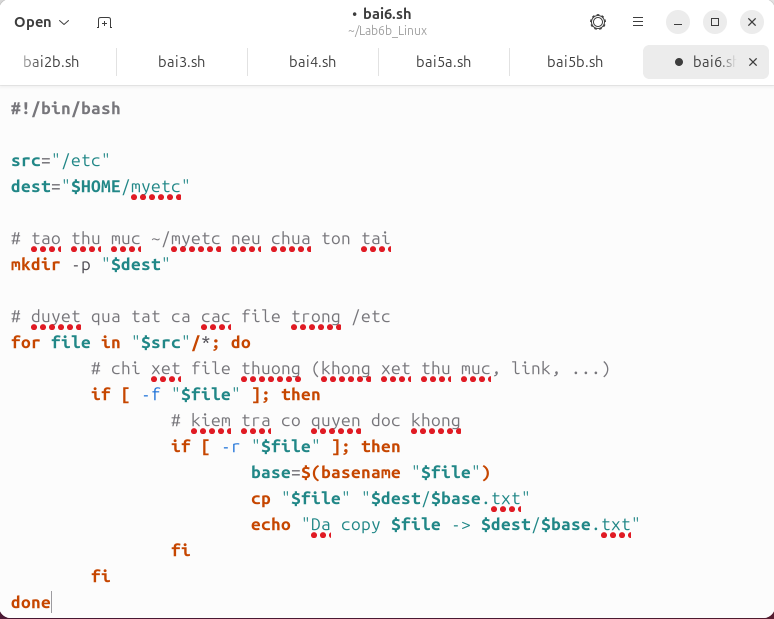 Open
• bai6.sh
~/Lab6b_Linux
bai2b.sh
bai3.sh
bai4.sh
bai5a.sh
bai5b.sh
bai6.sh
#!/bin/bash
src="/etc"
dest="$HOME/myetc"
# tao thu muc ~/myetc neu chua ton tai
mkdir -p "$dest"
# duyet qua tat ca cac file trong /etc
for file in "$src"/*; do
        # chi xet file thuong (khong xet thu muc, link, ...)
        if [ -f "$file" ]; then
                # kiem tra co quyen doc khong
                if [ -r "$file" ]; then
                        base=$(basename "$file")
                        cp "$file" "$dest/$base.txt"
                        echo "Da copy $file -> $dest/$base.txt"
                fi
        fi
done